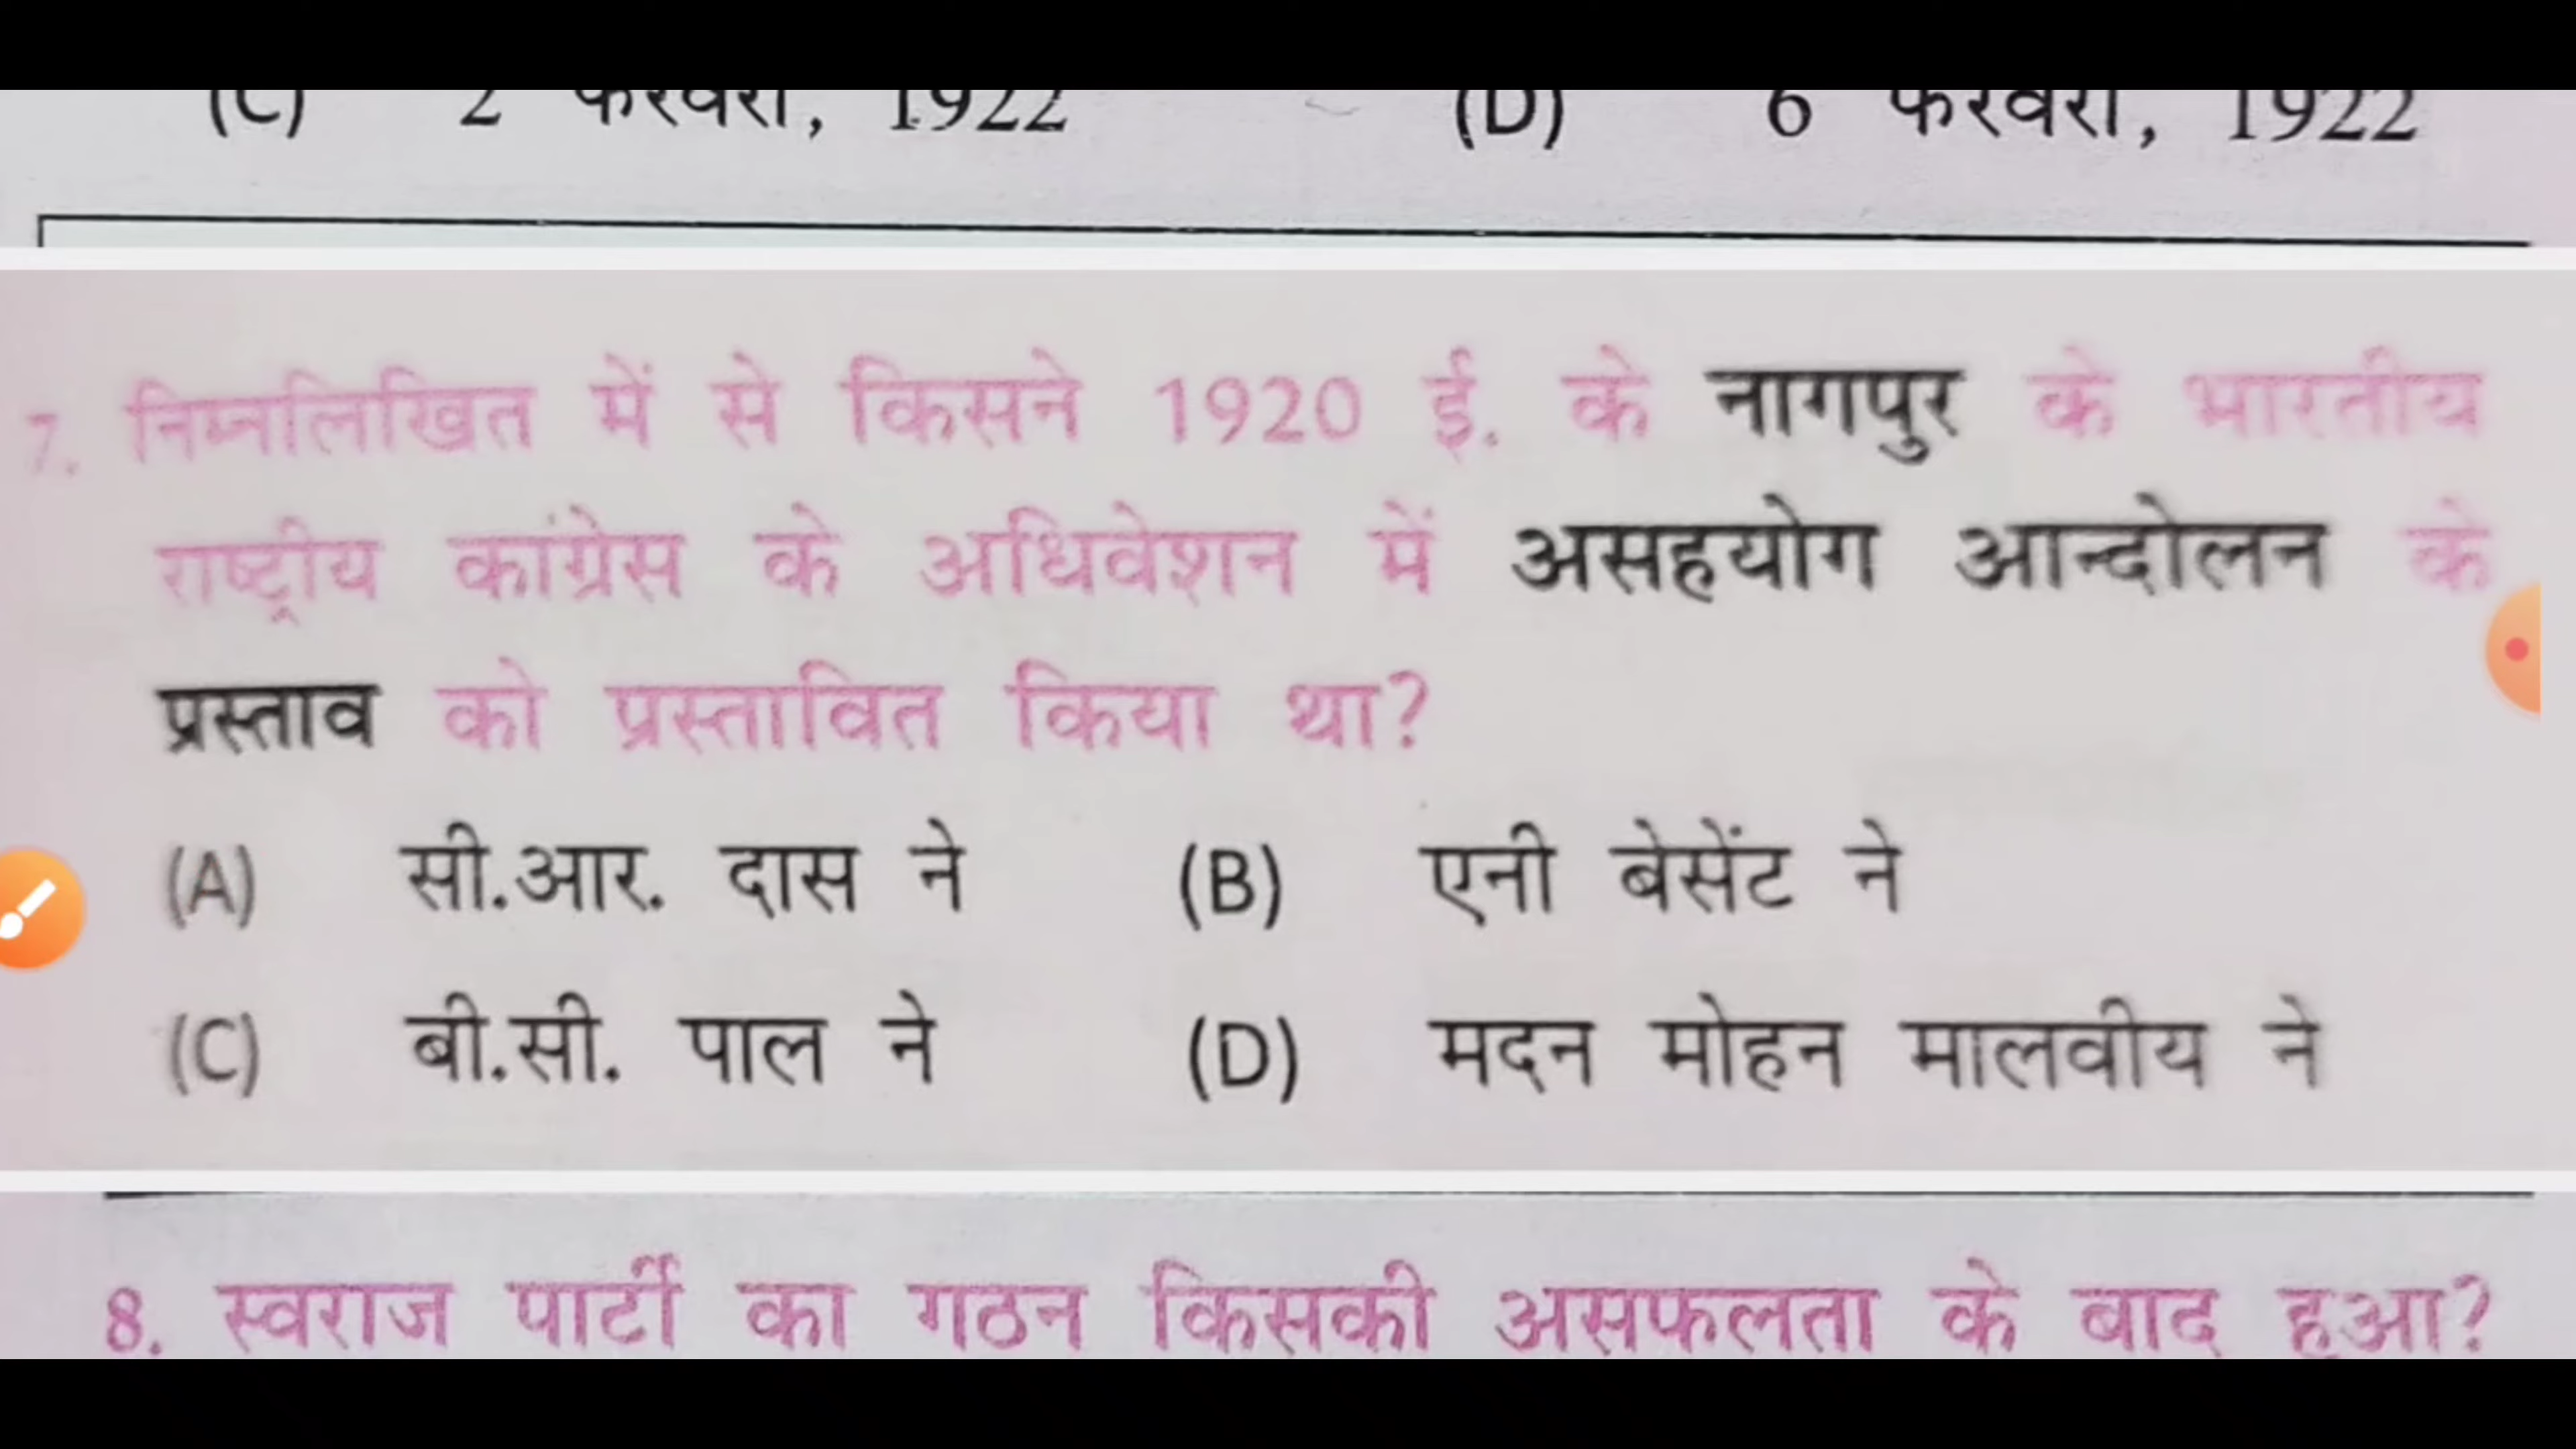 (C) 2 फरवरी, 1922 (D) 6 फरवरी, 1922
7. निम्नलिखित में से किसने 1920 ई. के नागपुर के भारतीय
राष्ट्रीय कांग्रेस के अधिवेशन में असहयोग आन्दोलन के
प्रस्ताव को प्रस्तावित किया था?
(A) सी.आर. दास ने (B) एनी बेसेंट ने
(C) बी.सी. पाल ने (D) मदन मोहन मालवीय ने
8. स्वराज पार्टी का गठन किसकी असफलता के बाद हुआ?